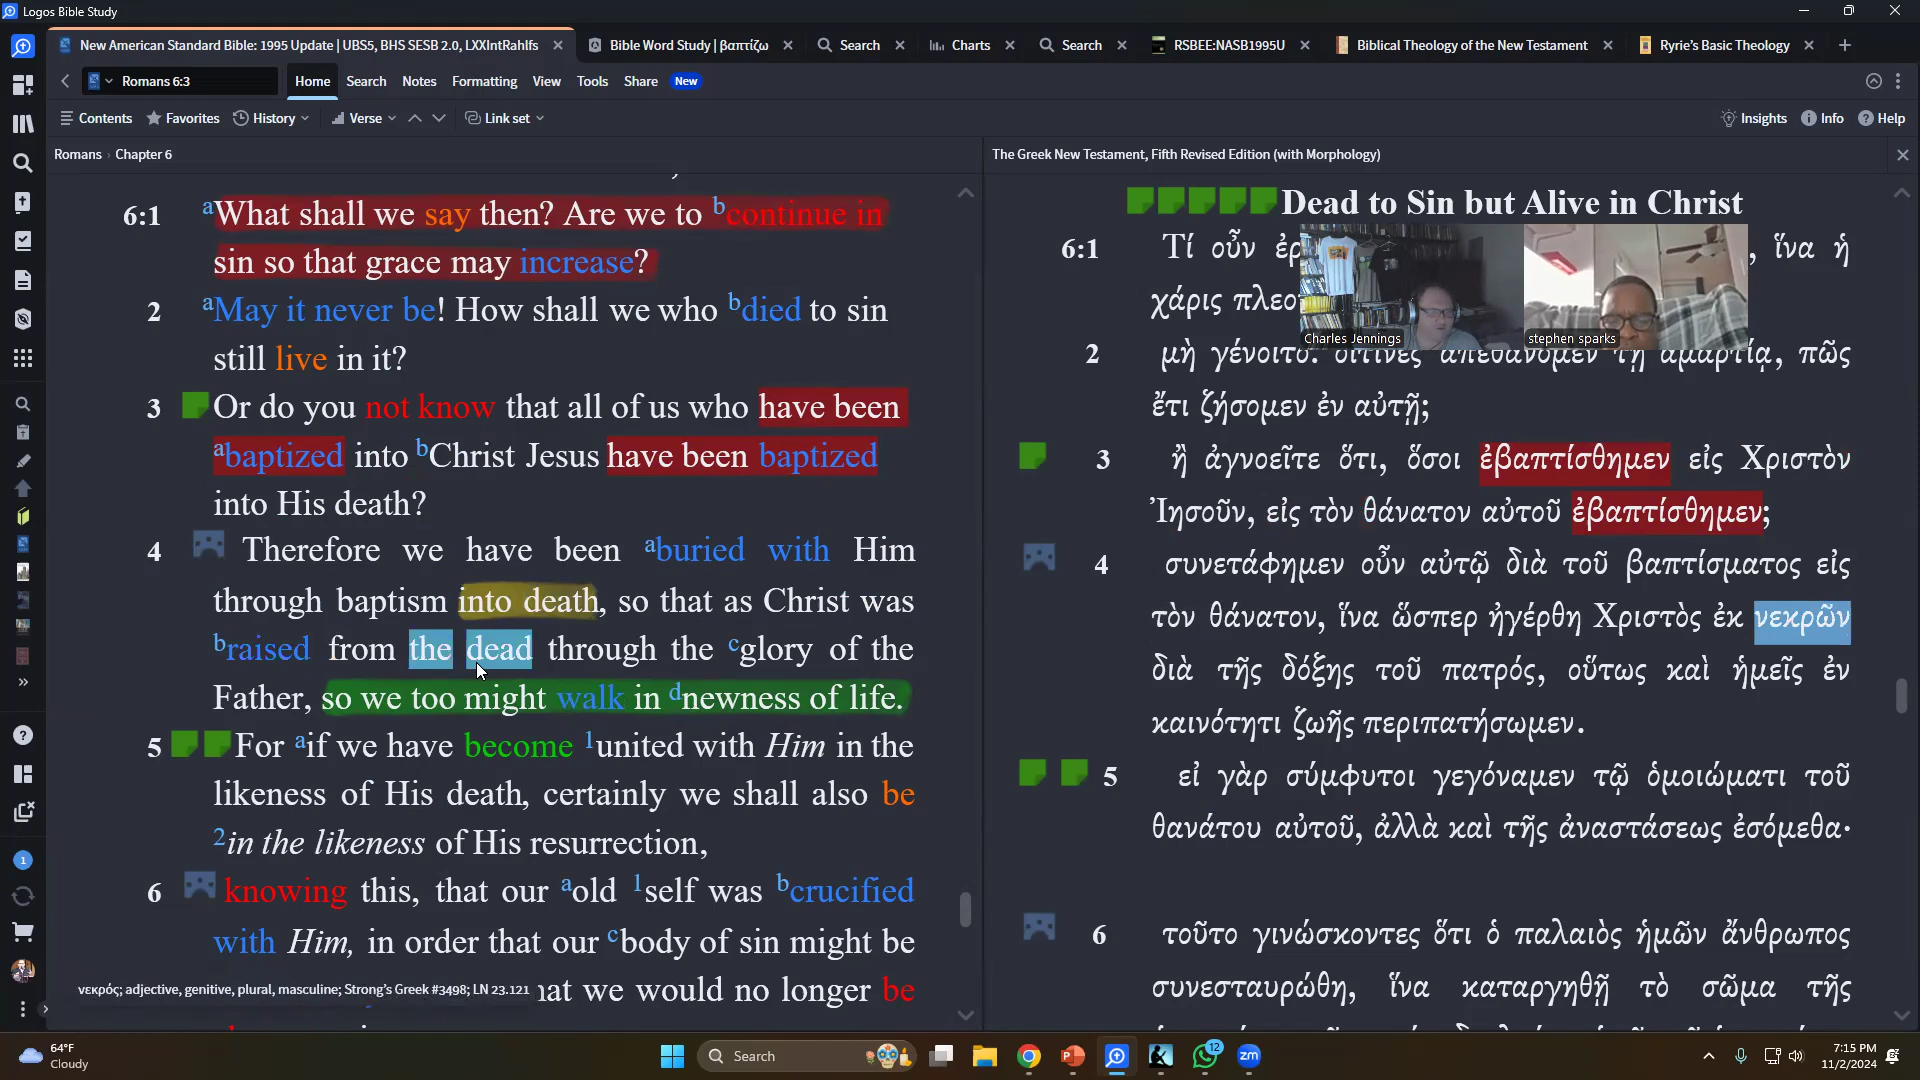 Logos Bible Study
New American Standard Bible: 1995 Update | UBS5, BHS SESB 2.0, LXXIntRahlfs
Bible Word Study | βαπτίζω
Search
Charts
Search
RSBEE:NASB1995U
Biblical Theology of the New Testament
Ryrie's Basic Theology
Romans 6:3
Home Search Notes Formatting View Tools Share New
Contents Favorites History Verse Link set
Insights Info Help
Romans › Chapter 6
6:1 aWhat shall we say then? Are we to bcontinue in
sin so that grace may increase?
2 aMay it never be! How shall we who bdied to sin
still live in it?
3 Or do you not know that all of us who have been
abaptized into bChrist Jesus have been baptized
into His death?
4 Therefore we have been aburied with Him
through baptism into death, so that as Christ was
braised from the dead through the cglory of the
Father, so we too might walk in dnewness of life.
5 For aif we have become 1united with Him in the
likeness of His death, certainly we shall also be
2in the likeness of His resurrection,
6 knowing this, that our aold 1self was bcrucified
with Him, in order that our cbody of sin might be
νεκρός; adjective, genitive, plural, masculine; Strong's Greek #3498; LN 23.121
hat we would no longer be
The Greek New Testament, Fifth Revised Edition (with Morphology)
Dead to Sin but Alive in Christ
6:1 Τί οὖν , ἵνα ἡ
χάρις
2 μὴ γένοιτο. οἵτινες ἀπεθάνομεν τῇ ἁμαρτίᾳ, πῶς
ἔτι ζήσομεν ἐν αὐτῇ;
3 ἢ ἀγνοεῖτε ὅτι, ὅσοι ἐβαπτίσθημεν εἰς Χριστὸν
Ἰησοῦν, εἰς τὸν θάνατον αὐτοῦ ἐβαπτίσθημεν;
4 συνετάφημεν οὖν αὐτῷ διὰ τοῦ βαπτίσματος εἰς
τὸν θάνατον, ἵνα ὥσπερ ἠγέρθη Χριστὸς ἐκ νεκρῶν
διὰ τῆς δόξης τοῦ πατρός, οὕτως καὶ ἡμεῖς ἐν
καινότητι ζωῆς περιπατήσωμεν.
5 εἰ γὰρ σύμφυτοι γεγόναμεν τῷ ὁμοιώματι τοῦ
θανάτου αὐτοῦ, ἀλλὰ καὶ τῆς ἀναστάσεως ἐσόμεθα·
6 τοῦτο γινώσκοντες ὅτι ὁ παλαιὸς ἡμῶν ἄνθρωπος
συνεσταυρώθη, ἵνα καταργηθῇ τὸ σῶμα τῆς
Charles Jennings
stephen sparks
1
64°F
Cloudy
Search
12
zm
7:15 PM
11/2/2024